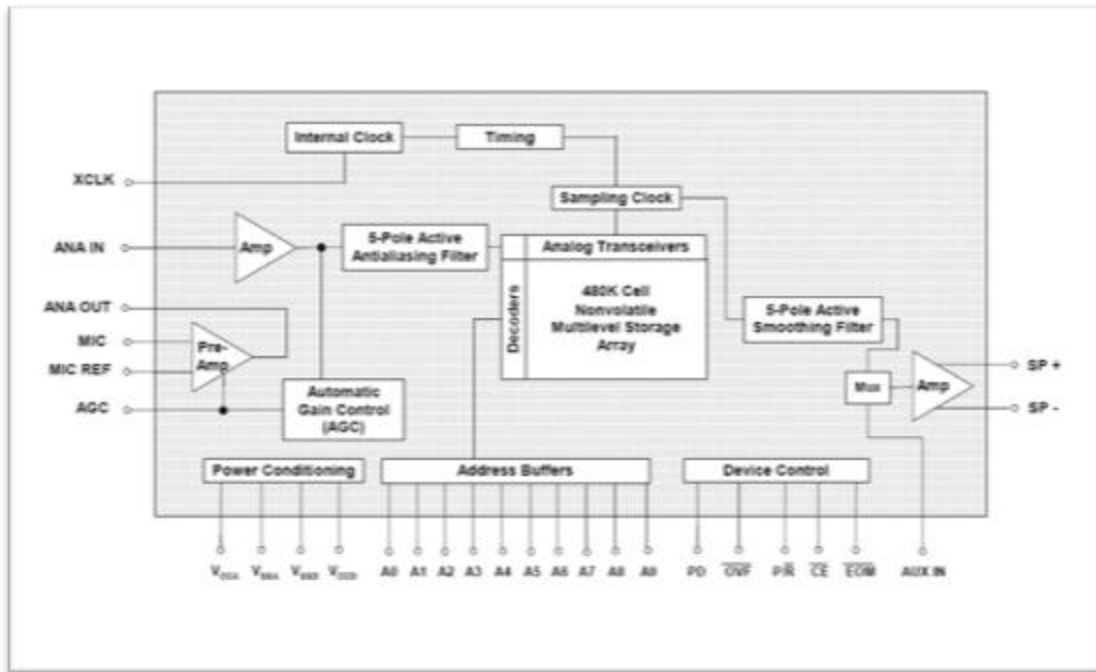 Internal Clock
Timing
XCLK
Sampling Clock
ANA IN
Amp
5-Pole Active
Antialiasing Filter
Decoders
Analog Transceivers
480K Cell
Nonvolatile
Multilevel Storage
Array
5-Pole Active
Smoothing Filter
ANA OUT
MIC
Pre-
Amp
MIC REF
AGC
Automatic
Gain Control
(AGC)
Mux
Amp
SP +
SP -
Power Conditioning
Address Buffers
Device Control
A0 A1 A2 A3 A4 A5 A6 A7 A8 A9
PD OVF P/R CE EOM AUX IN